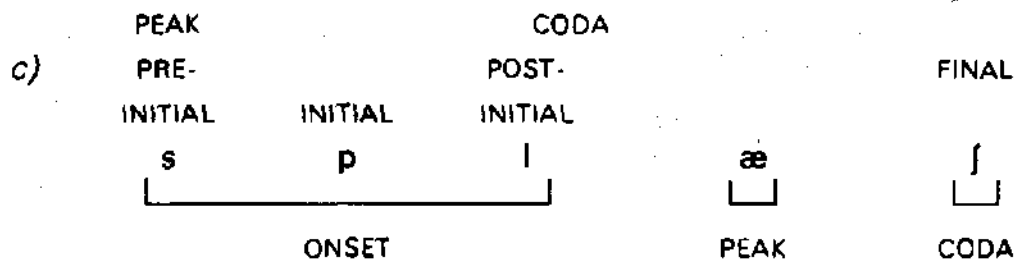 PEAK CODA
c) PRE- POST- FINAL
INITIAL INITIAL INITIAL
s p l æ ʃ
ONSET PEAK CODA